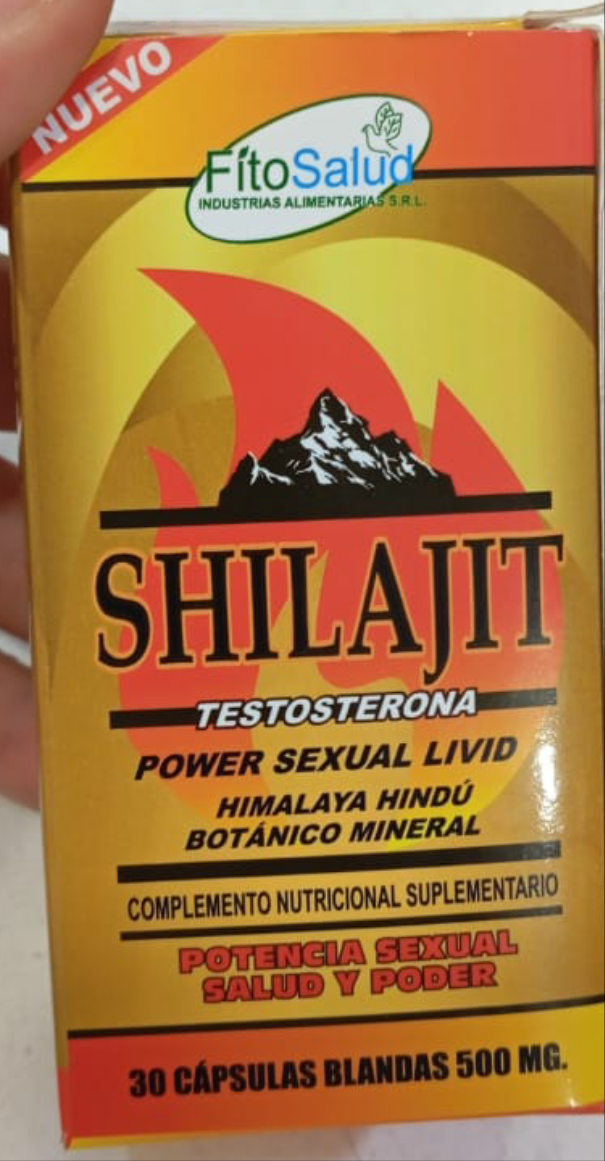 NUEVO
FitoSalud
INDUSTRIAS ALIMENTARIAS S.R.L.
SHILAJIT
TESTOSTERONA
POWER SEXUAL LIVID
HIMALAYA HINDÚ
BOTÁNICO MINERAL
COMPLEMENTO NUTRICIONAL SUPLEMENTARIO
POTENCIA SEXUAL
SALUD Y PODER
30 CÁPSULAS BLANDAS 500 MG.